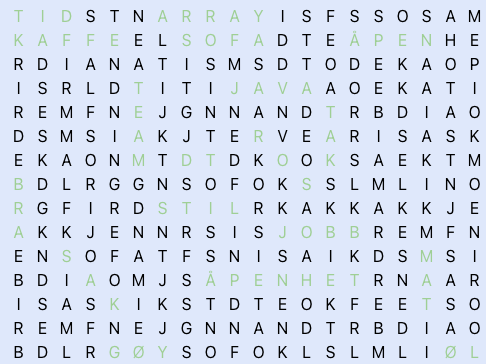 T I D S T N A R R A Y I S F S S O S A M
K A F F E E L S O F A D T E Å P E N H E
R D I A N A T I S M S D T O D E K A O P
I S R L D T I T I J A V A A O E K A T I
R E M F N E J G N N A N D T R B D I A O
D S M S I A K J T E R V E A R I S A S K
E K A O N M T D T D K O O K S A E K T M
B D L R G G N S O F O K S S L M L I N O
R G F I R D S T I L R K A K K A K K J E
A K K J E N N R S I S J O B B R E M F N
E N S O F A T F S N I S A I K D S M S I
B D I A O M J S Å P E N H E T R N A A R
I S A S K I K S T D T E O K F E E T S O
R E M F N E J G N N A N D T R B D I A O
B D L R G Ø Y S O F O K L S L M L I Ø L